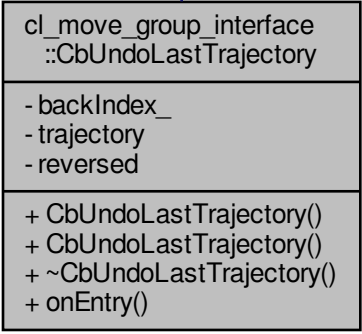 cl_move_group_interface
::CbUndoLastTrajectory
- backIndex_
- trajectory
- reversed
+ CbUndoLastTrajectory()
+ CbUndoLastTrajectory()
+ ~CbUndoLastTrajectory()
+ onEntry()